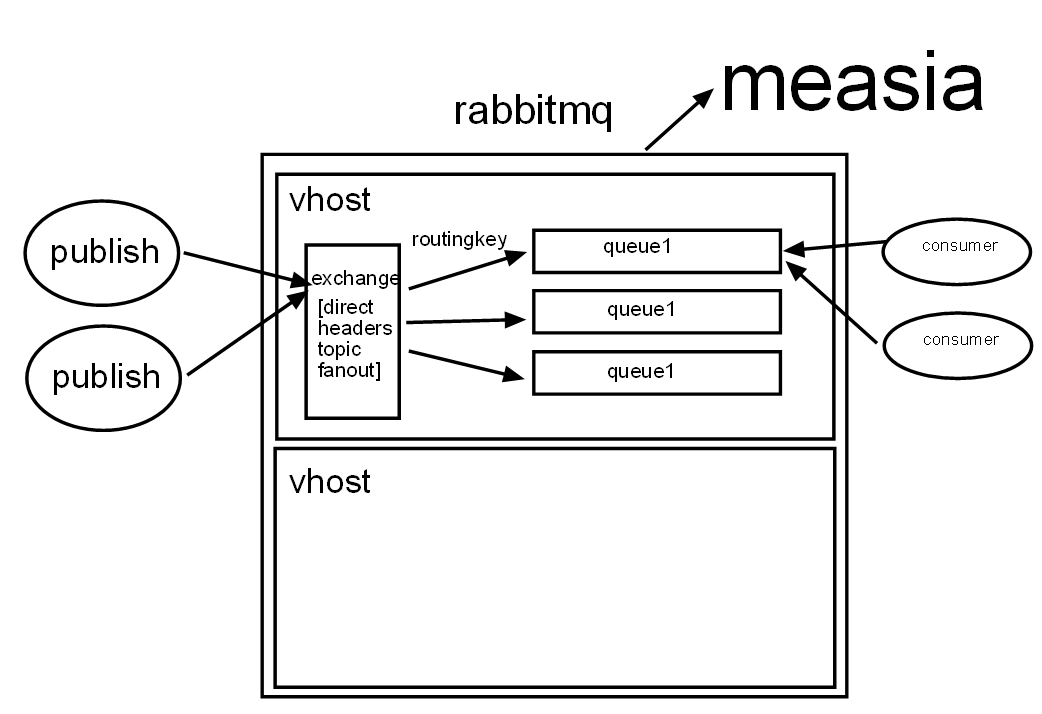 measia
rabbitmq
vhost
publish
publish
exchange
[direct
headers
topic
fanout]
routingkey
queue1
queue1
queue1
consumer
consumer
vhost